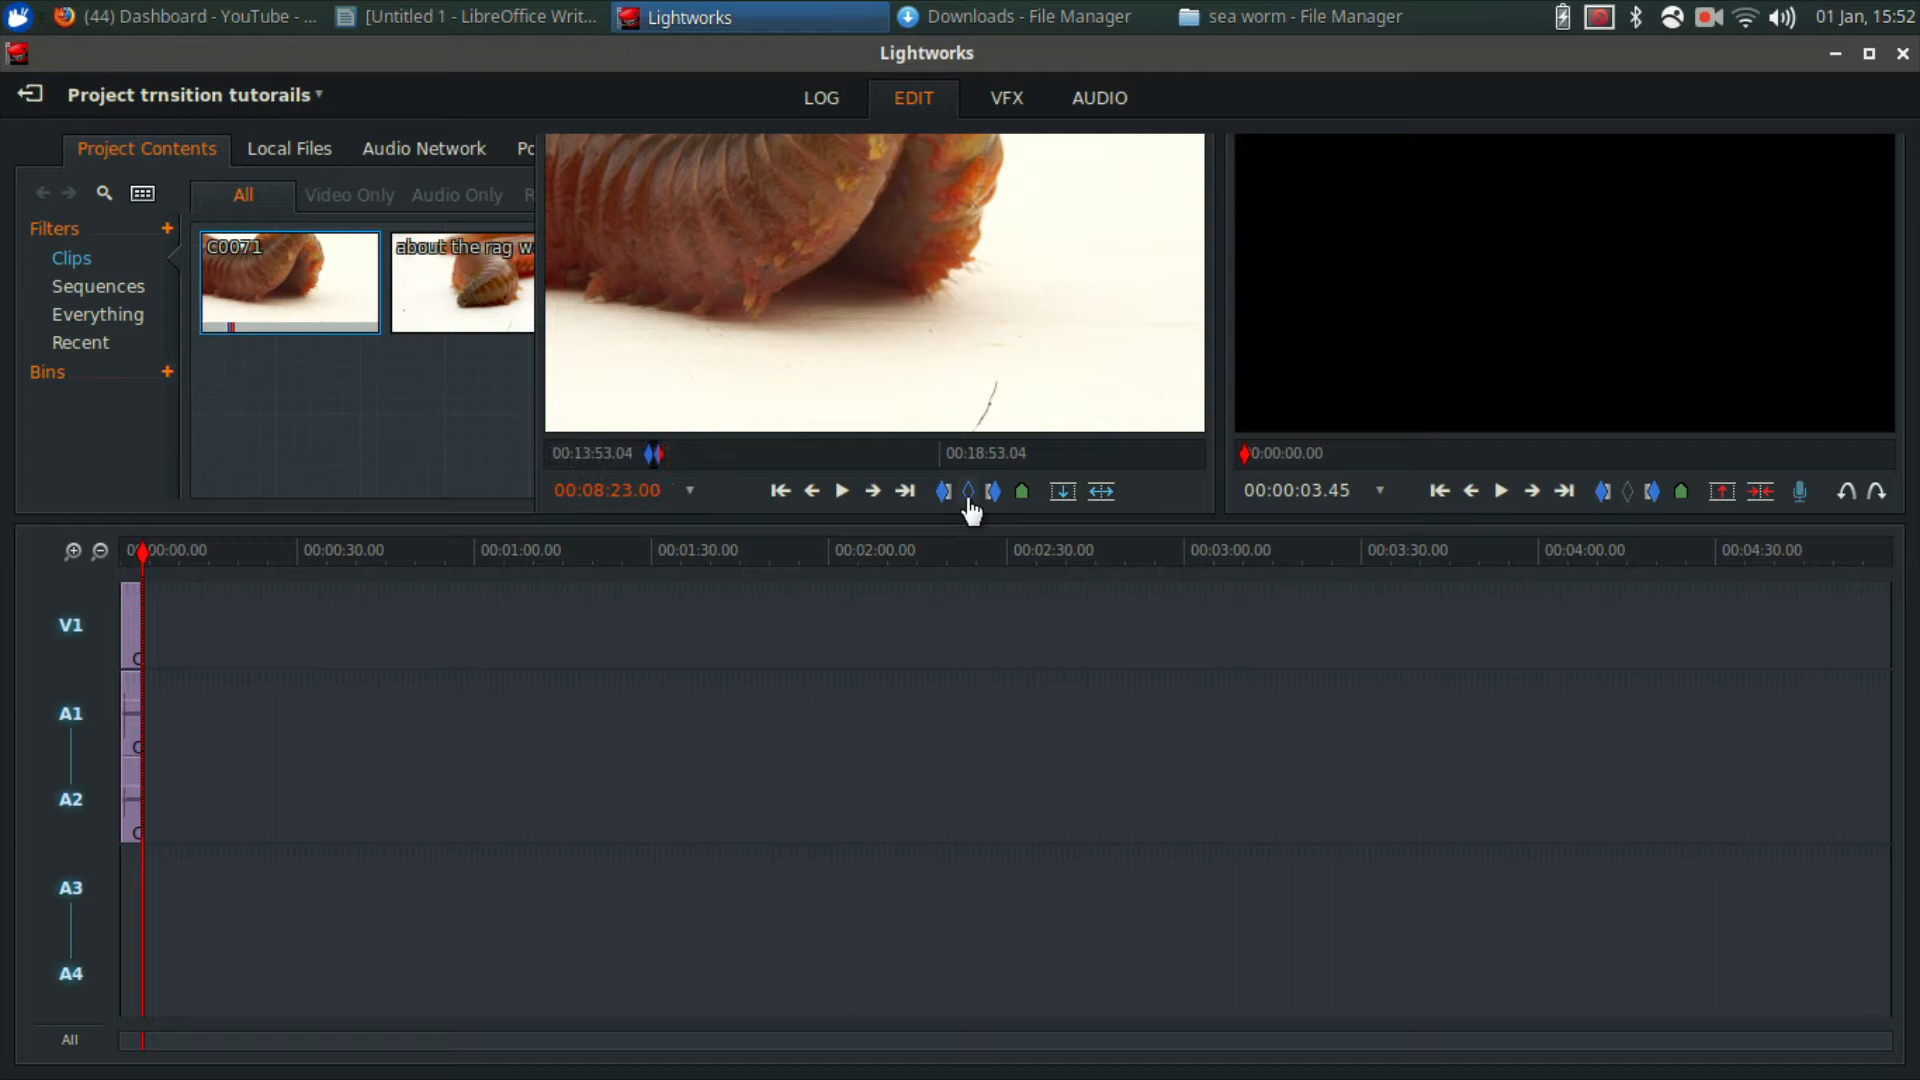 (44) Dashboard - YouTube - ... [Untitled 1 - LibreOffice Writ... Lightworks Downloads - File Manager sea worm - File Manager 01 Jan, 15:52
Lightworks
Project trnsition tutorails LOG EDIT VFX AUDIO
Project Contents Local Files Audio Network Po
All Video Only Audio Only R
Filters +
C0071 about the rag w
Clips
Sequences
Everything
Recent
Bins +
00:13:53.04 00:18:53.04 0:00:00.00
00:08:23.00 00:00:03.45
00:00.00 00:00:30.00 00:01:00.00 00:01:30.00 00:02:00.00 00:02:30.00 00:03:00.00 00:03:30.00 00:04:00.00 00:04:30.00
V1
C
A1
C
A2
C
A3
A4
All